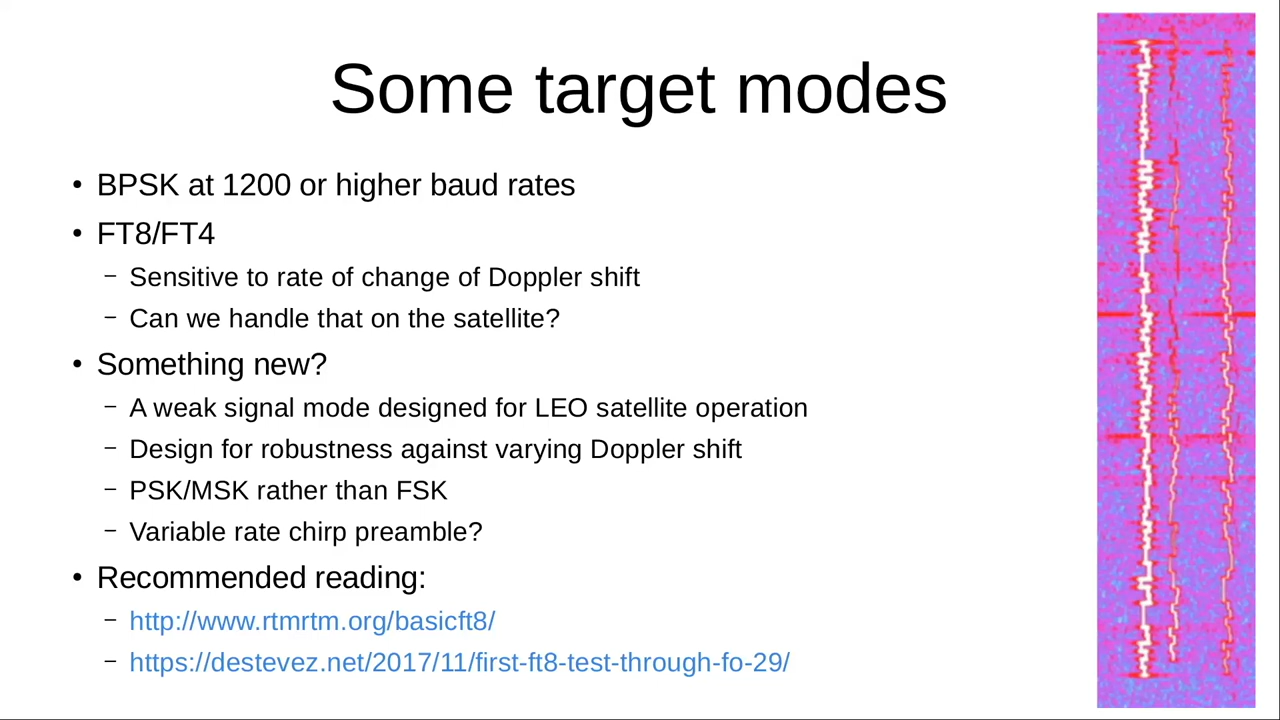 Some target modes
• BPSK at 1200 or higher baud rates
• FT8/FT4
– Sensitive to rate of change of Doppler shift
– Can we handle that on the satellite?
• Something new?
– A weak signal mode designed for LEO satellite operation
– Design for robustness against varying Doppler shift
– PSK/MSK rather than FSK
– Variable rate chirp preamble?
• Recommended reading:
– http://www.rtmrtm.org/basicft8/
– https://destevez.net/2017/11/first-ft8-test-through-fo-29/